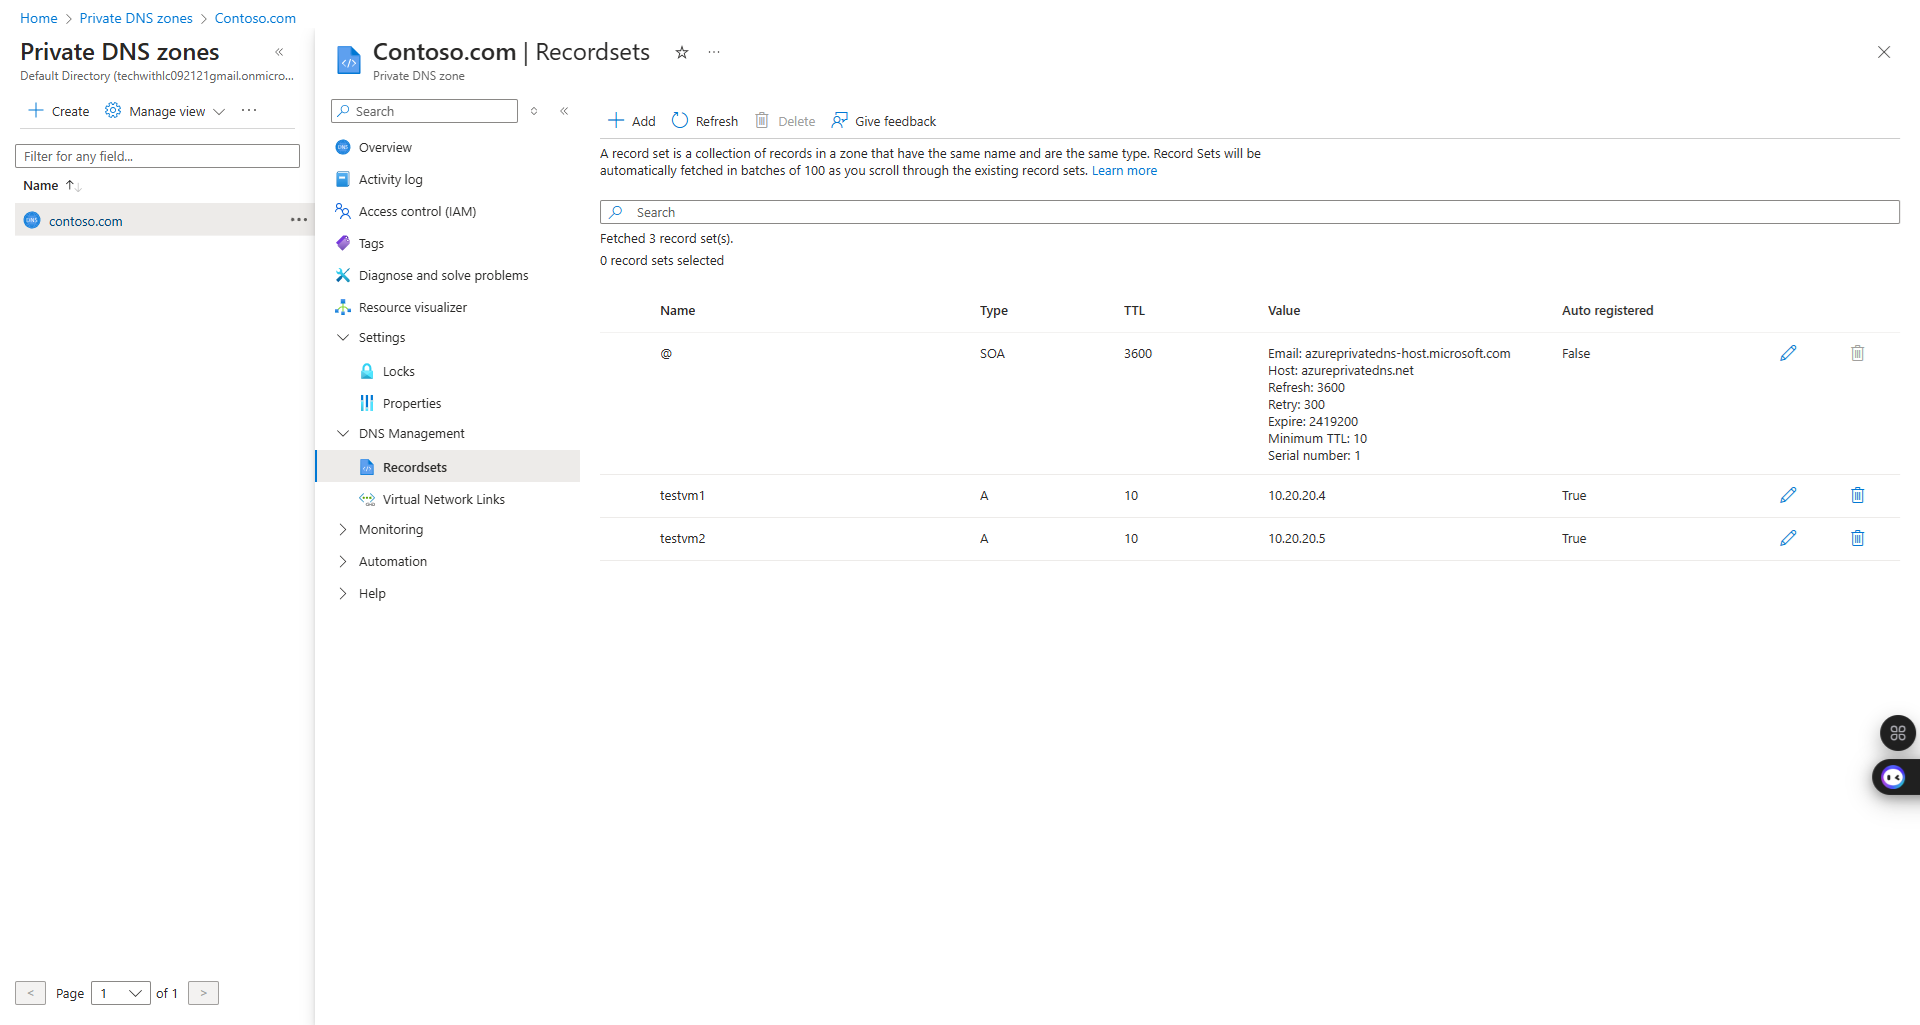 Home > Private DNS zones > Contoso.com
Private DNS zones
Default Directory (techwithlc092121gmail.onmicro...
Create Manage view ...
Filter for any field...
Name
contoso.com
< Page 1 of 1 >
Contoso.com | Recordsets
Private DNS zone
Search
Overview
Activity log
Access control (IAM)
Tags
Diagnose and solve problems
Resource visualizer
Settings
Locks
Properties
DNS Management
Recordsets
Virtual Network Links
Monitoring
Automation
Help
Add Refresh Delete Give feedback
A record set is a collection of records in a zone that have the same name and are the same type. Record Sets will be
automatically fetched in batches of 100 as you scroll through the existing record sets. Learn more
Search
Fetched 3 record set(s).
0 record sets selected
Name Type TTL Value Auto registered
@ SOA 3600 Email: azureprivatedns-host.microsoft.com False
Host: azureprivatedns.net
Refresh: 3600
Retry: 300
Expire: 2419200
Minimum TTL: 10
Serial number: 1
testvm1 A 10 10.20.20.4 True
testvm2 A 10 10.20.20.5 True